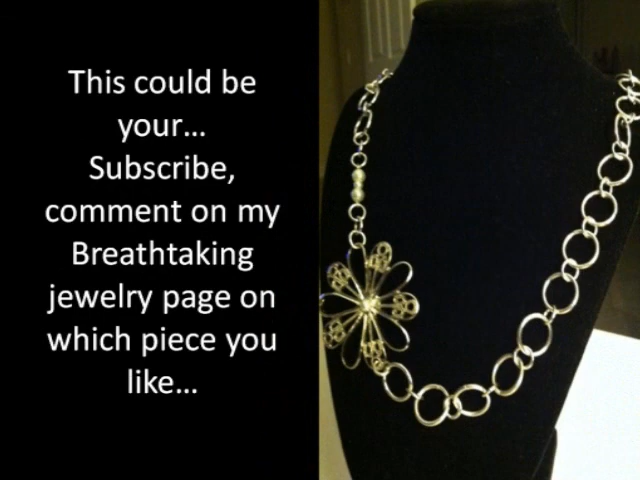 This could be
your…
Subscribe,
comment on my
Breathtaking
jewelry page on
which piece you
like…